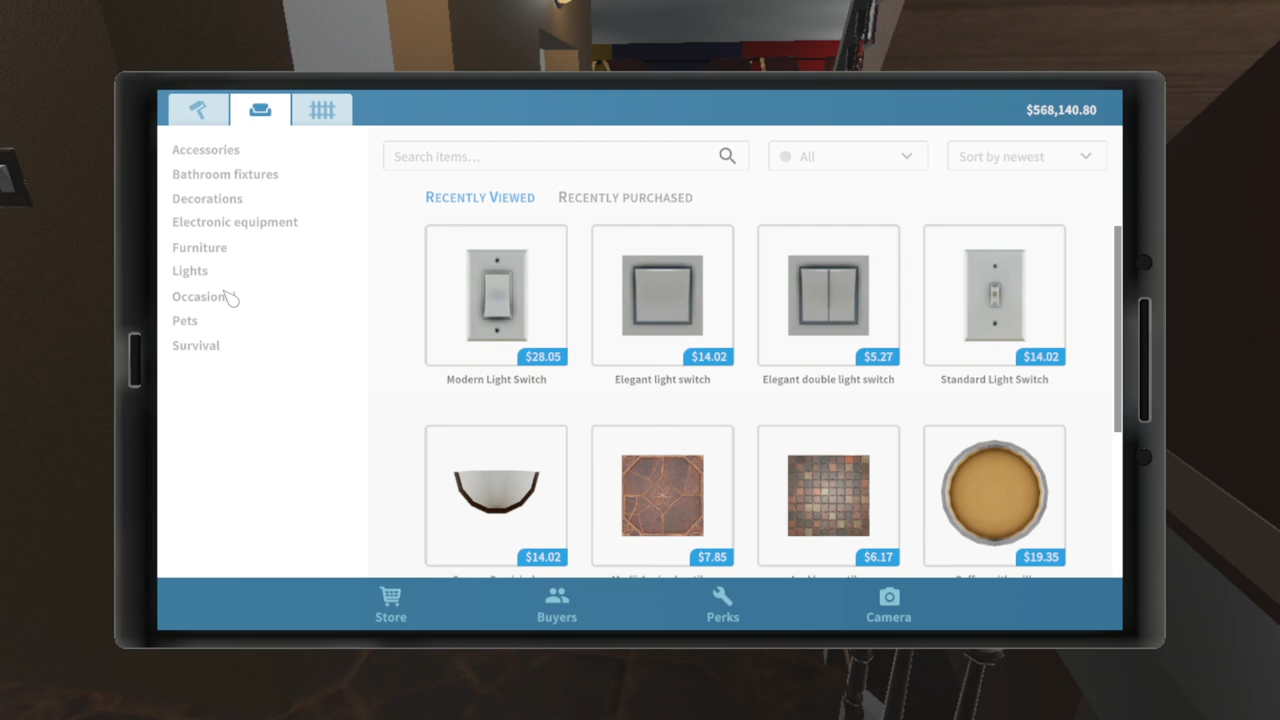 $568,140.80
Accessories
Bathroom fixtures
Decorations
Electronic equipment
Furniture
Lights
Pets
Survival
Search items...
All
Sort by newest
RECENTLY VIEWED
RECENTLY PURCHASED
$28.05
$14.02
$5.27
$14.02
Modern Light Switch
Elegant light switch
Elegant double light switch
Standard Light Switch
$14.02
$7.85
$6.17
$19.35
Store
Buyers
Perks
Camera